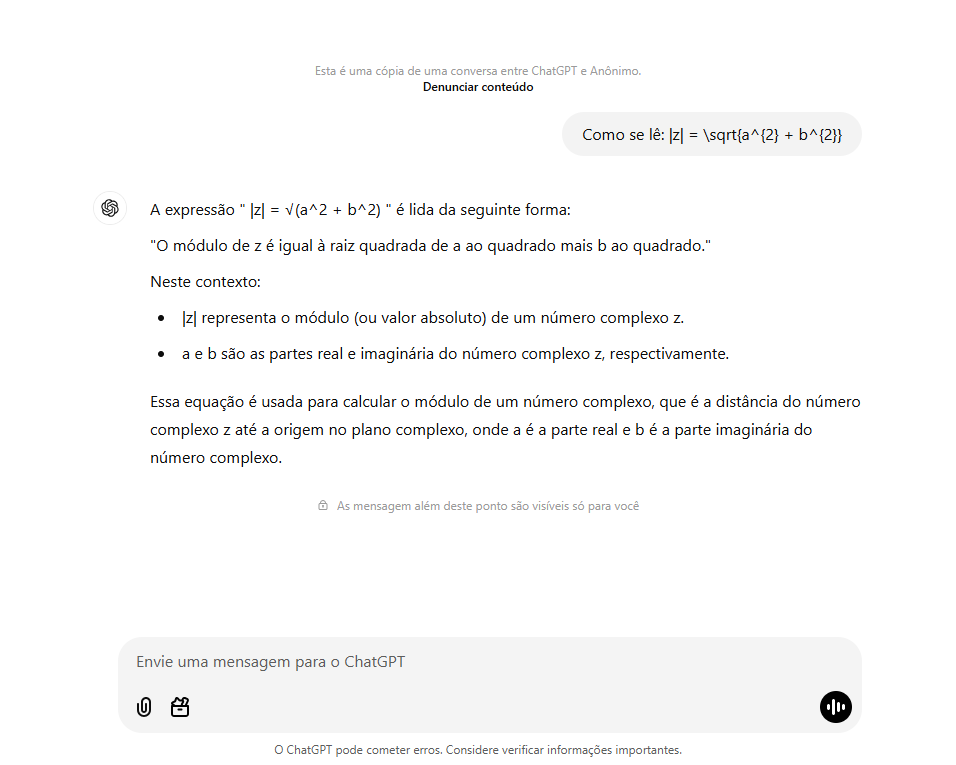 Esta é uma cópia de uma conversa entre ChatGPT e Anônimo.
Denunciar conteúdo
Como se lê: |z| = \sqrt{a^{2} + b^{2}}
A expressão " |z| = √(a^2 + b^2) " é lida da seguinte forma:
"O módulo de z é igual à raiz quadrada de a ao quadrado mais b ao quadrado."
Neste contexto:
• |z| representa o módulo (ou valor absoluto) de um número complexo z.
• a e b são as partes real e imaginária do número complexo z, respectivamente.
Essa equação é usada para calcular o módulo de um número complexo, que é a distância do número
complexo z até a origem no plano complexo, onde a é a parte real e b é a parte imaginária do
número complexo.
As mensagem além deste ponto são visíveis só para você
Envie uma mensagem para o ChatGPT
O ChatGPT pode cometer erros. Considere verificar informações importantes.